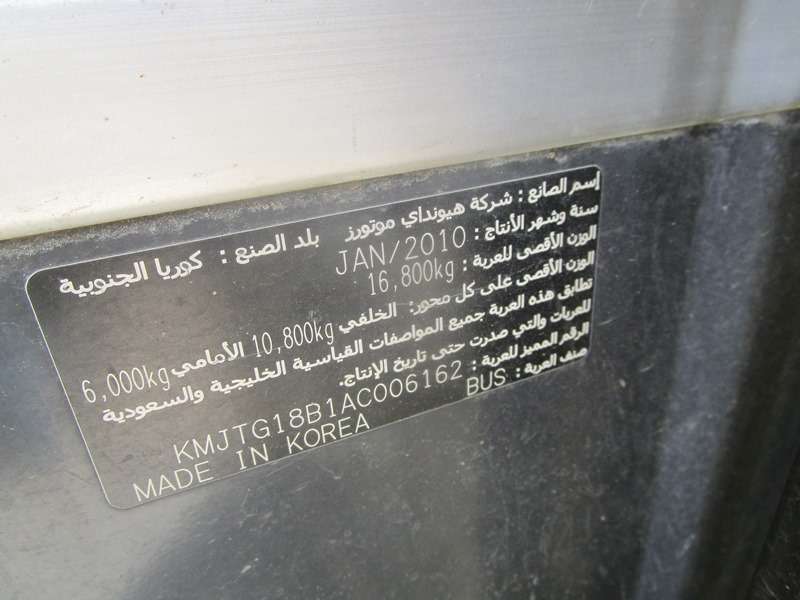 إسم الصانع : شركة هيونداي موتورز بلد الصنع : كوريا الجنوبية
سنة وشهر الأنتاج : JAN/2010
الوزن الأقصى للعربة : 16,800kg
الوزن الأقصى على كل محور: الخلفي 10,800kg الأمامي 6,000kg
تطابق هذه العربة جميع المواصفات القياسية الخليجية والسعودية
للعربات والتي صدرت حتى تاريخ الإنتاج.
الرقم المميز للعربة : KMJTG18B1AC006162
صنف العربة : BUS
MADE IN KOREA